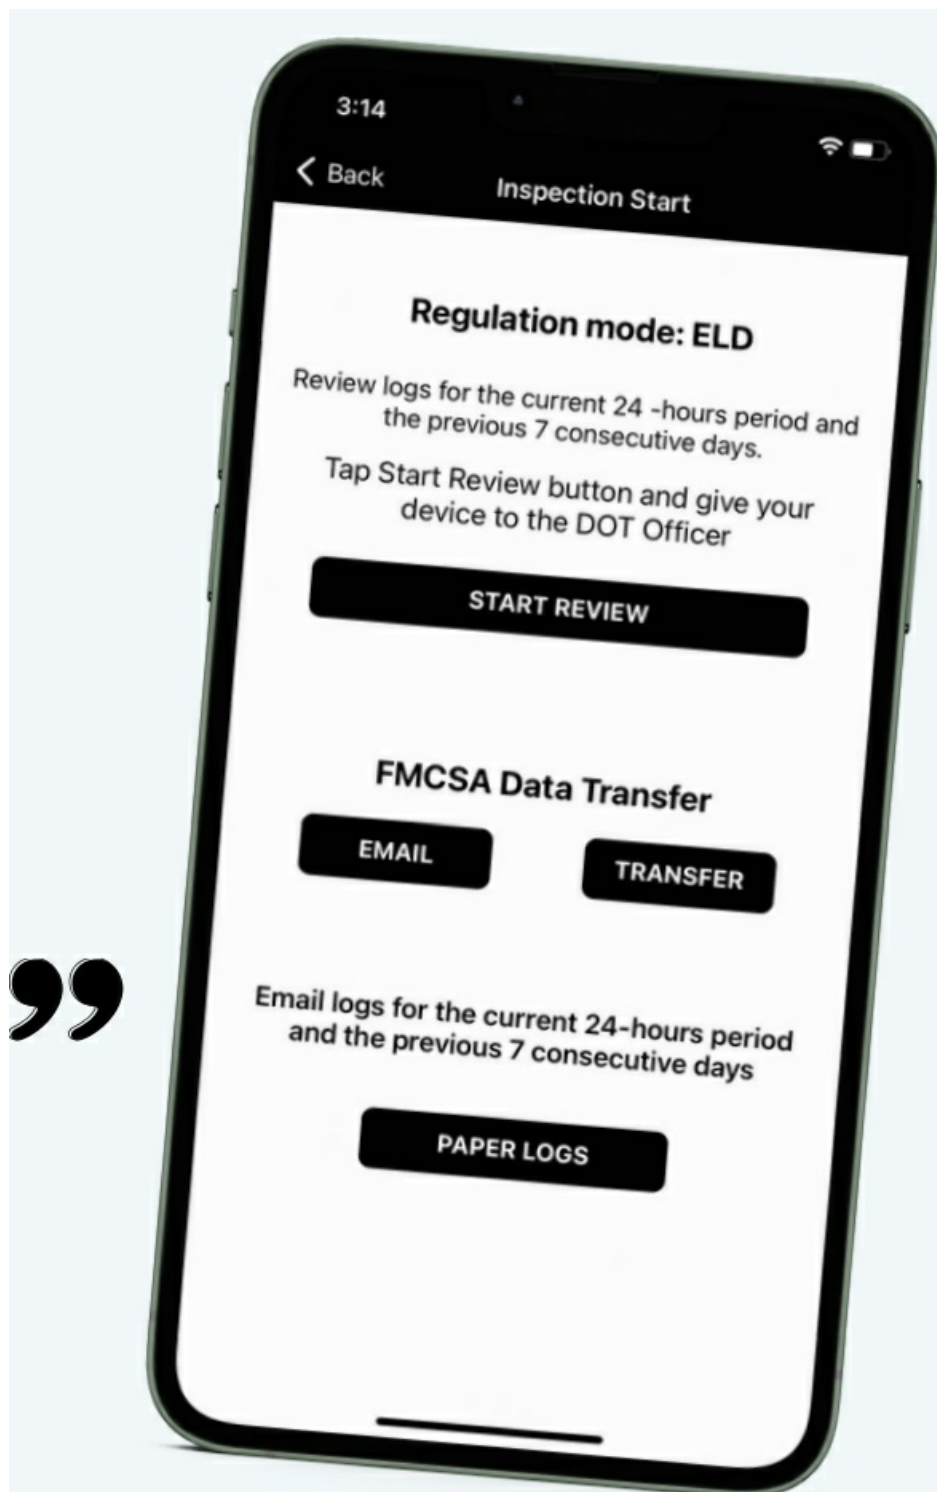 3:14
Back
Inspection Start
Regulation mode: ELD
Review logs for the current 24 -hours period and
the previous 7 consecutive days.
Tap Start Review button and give your
device to the DOT Officer
START REVIEW
FMCSA Data Transfer
EMAIL
TRANSFER
Email logs for the current 24-hours period
and the previous 7 consecutive days
PAPER LOGS
”